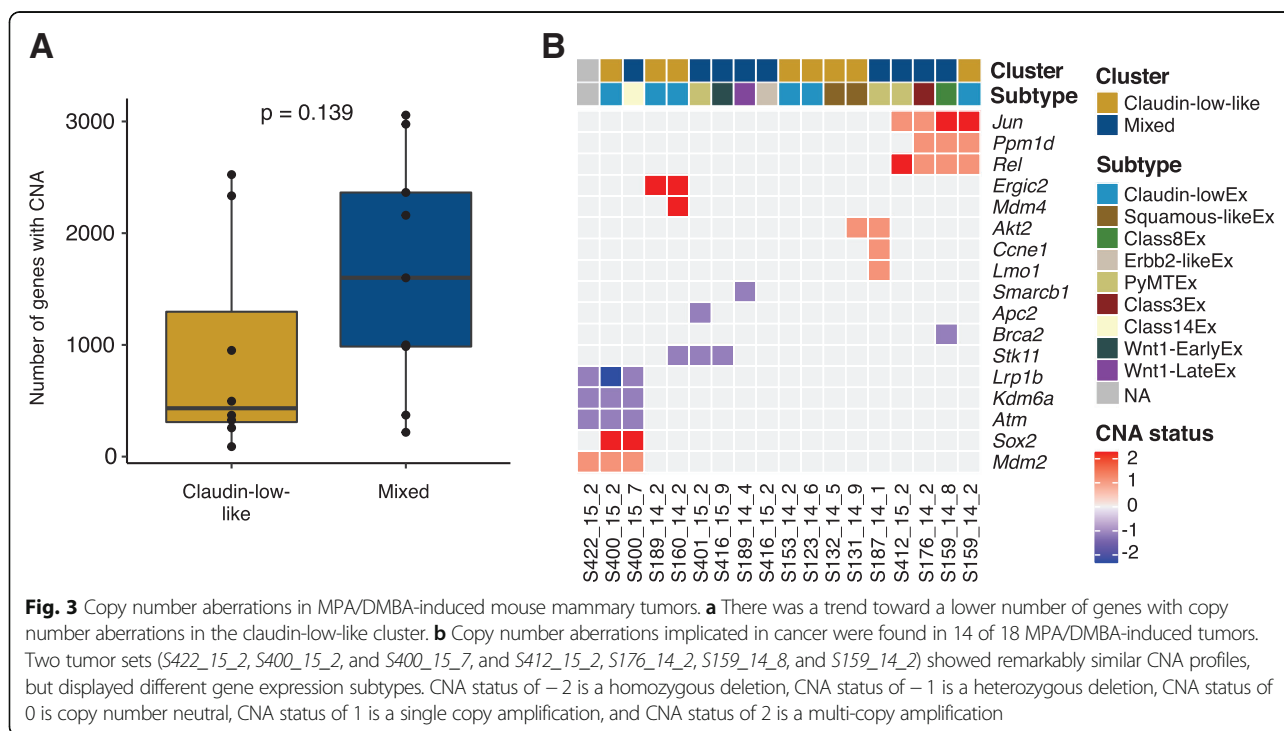 A
p = 0.139
Number of genes with CNA
3000
2000
1000
0
Claudin-low-
like
Mixed
B
Cluster
Subtype
Jun
Ppm1d
Rel
Ergic2
Mdm4
Akt2
Ccne1
Lmo1
Smarcb1
Apc2
Brca2
Stk11
Lrp1b
Kdm6a
Atm
Sox2
Mdm2
S422_15_2
S400_15_2
S400_15_7
S189_14_2
S160_14_2
S401_15_2
S416_15_9
S189_14_4
S416_15_2
S153_14_2
S123_14_6
S132_14_5
S131_14_9
S187_14_1
S412_15_2
S176_14_2
S159_14_8
S159_14_2
Cluster
Claudin-low-like
Mixed
Subtype
Claudin-lowEx
Squamous-likeEx
Class8Ex
Erbb2-likeEx
PyMTEx
Class3Ex
Class14Ex
Wnt1-EarlyEx
Wnt1-LateEx
NA
CNA status
2
1
0
-1
-2
Fig. 3 Copy number aberrations in MPA/DMBA-induced mouse mammary tumors. a There was a trend toward a lower number of genes with copy
number aberrations in the claudin-low-like cluster. b Copy number aberrations implicated in cancer were found in 14 of 18 MPA/DMBA-induced tumors.
Two tumor sets (S422_15_2, S400_15_2, and S400_15_7, and S412_15_2, S176_14_2, S159_14_8, and S159_14_2) showed remarkably similar CNA profiles,
but displayed different gene expression subtypes. CNA status of − 2 is a homozygous deletion, CNA status of − 1 is a heterozygous deletion, CNA status of
0 is copy number neutral, CNA status of 1 is a single copy amplification, and CNA status of 2 is a multi-copy amplification